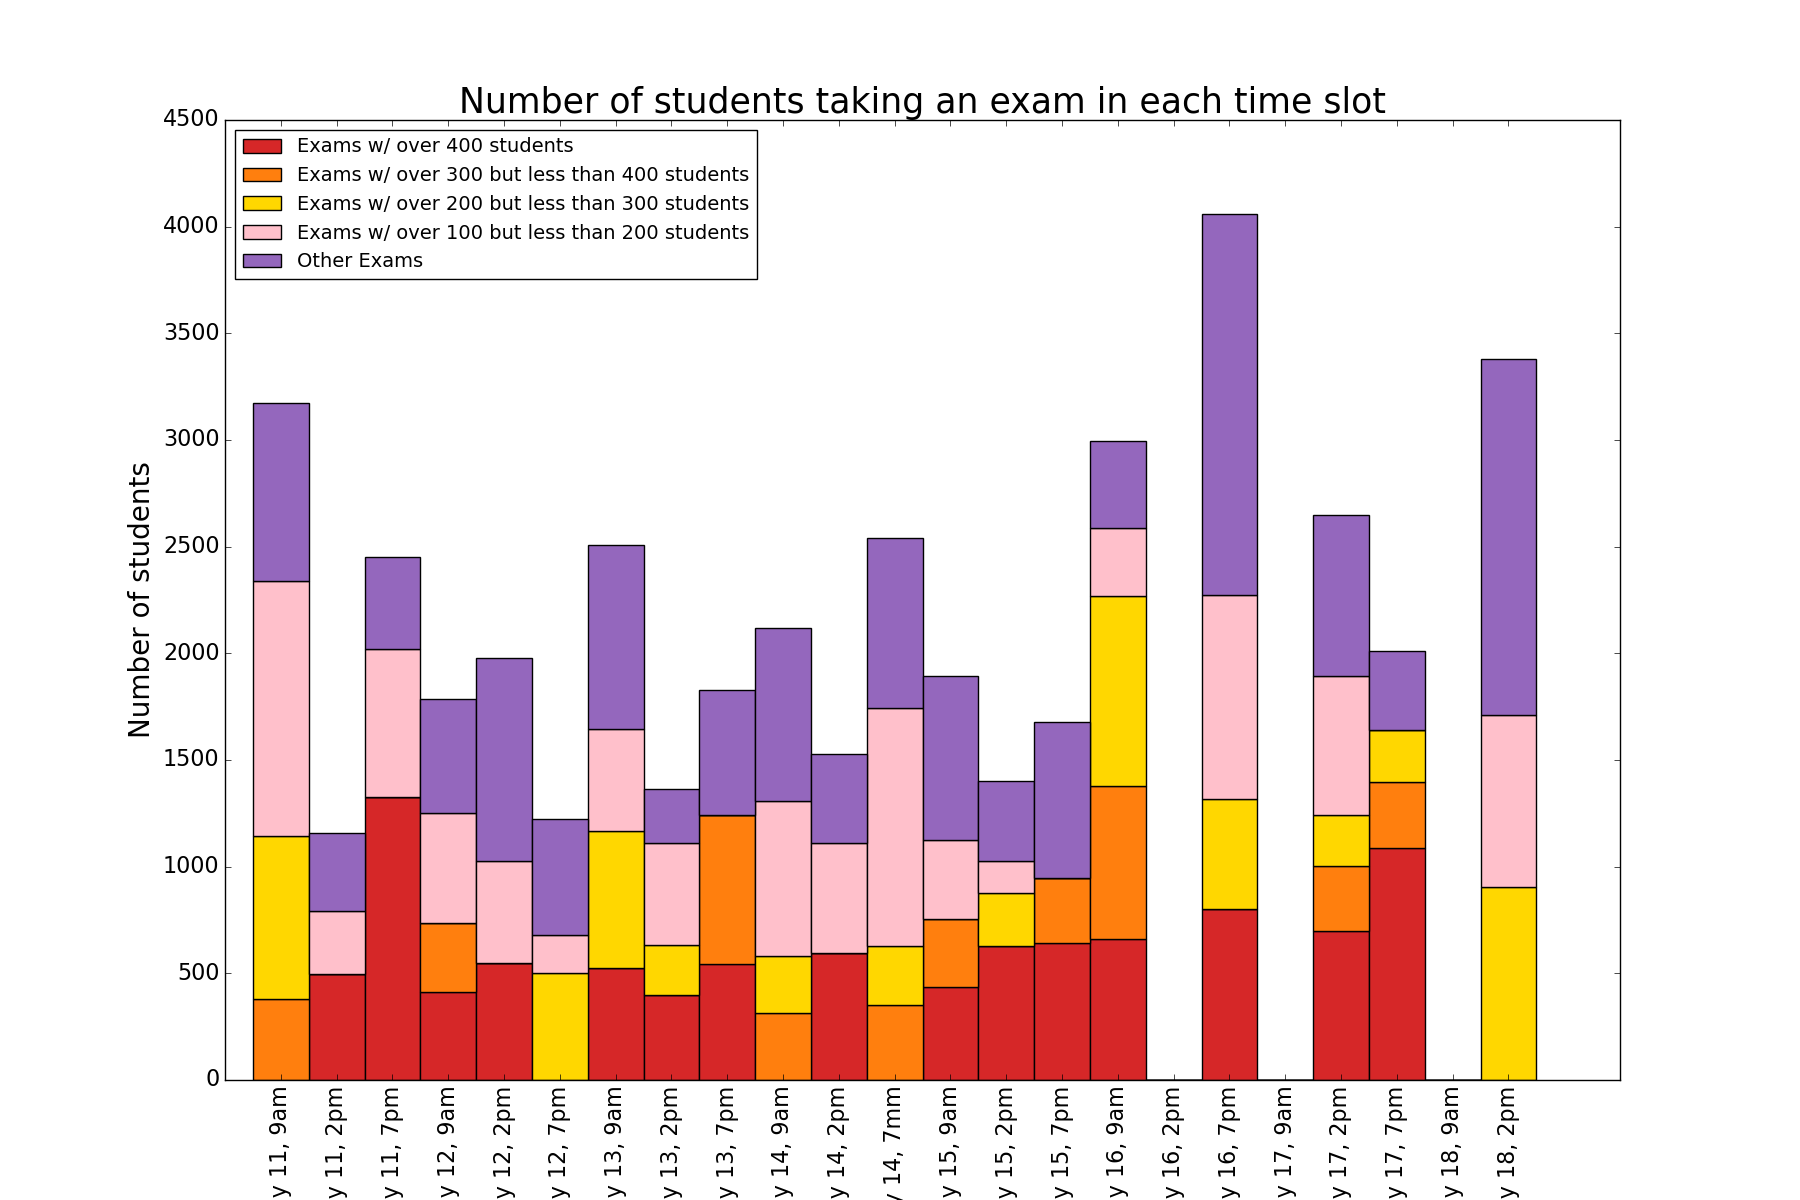 Number of students taking an exam in each time slot
Number of students
4500
4000
3500
3000
2500
2000
1500
1000
500
0
Exams w/ over 400 students
Exams w/ over 300 but less than 400 students
Exams w/ over 200 but less than 300 students
Exams w/ over 100 but less than 200 students
Other Exams
y 11, 9am
y 11, 2pm
y 11, 7pm
y 12, 9am
y 12, 2pm
y 12, 7pm
y 13, 9am
y 13, 2pm
y 13, 7pm
y 14, 9am
y 14, 2pm
y 14, 7mm
y 15, 9am
y 15, 2pm
y 15, 7pm
y 16, 9am
y 16, 2pm
y 16, 7pm
y 17, 9am
y 17, 2pm
y 17, 7pm
y 18, 9am
y 18, 2pm